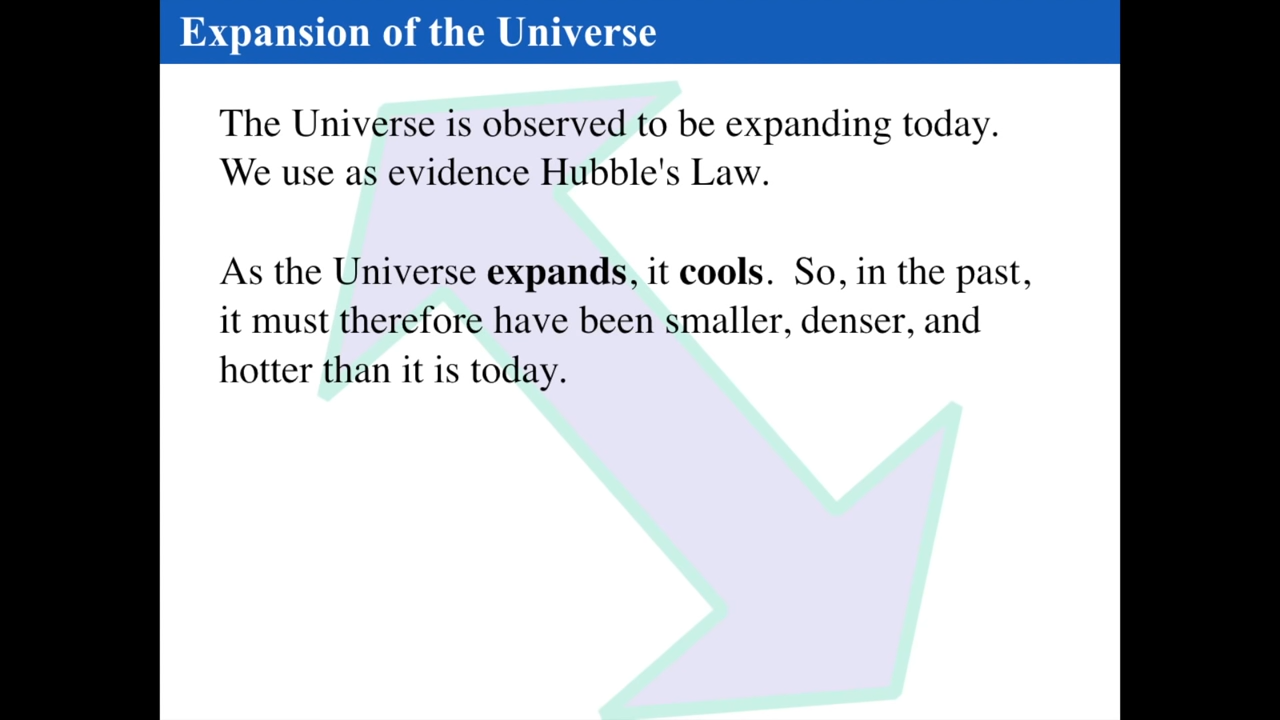 Expansion of the Universe
The Universe is observed to be expanding today.
We use as evidence Hubble's Law.
As the Universe expands, it cools.  So, in the past,
it must therefore have been smaller, denser, and
hotter than it is today.